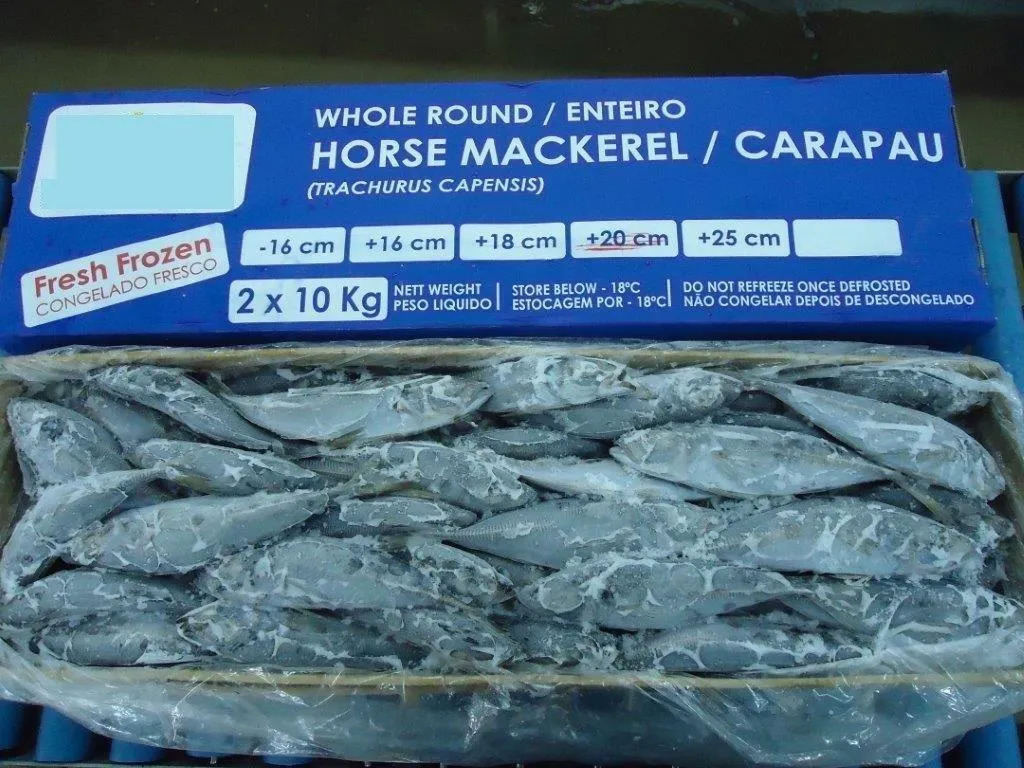 WHOLE ROUND / ENTEIRO
HORSE MACKEREL / CARAPAU
(TRACHURUS CAPENSIS)
Fresh Frozen
CONGELADO FRESCO
-16 cm +16 cm +18 cm +20 cm +25 cm
2 x 10 Kg
NETT WEIGHT
PESO LIQUIDO
STORE BELOW - 18ºC
ESTOCAGEM POR - 18ºC
DO NOT REFREEZE ONCE DEFROSTED
NÃO CONGELAR DEPOIS DE DESCONGELADO